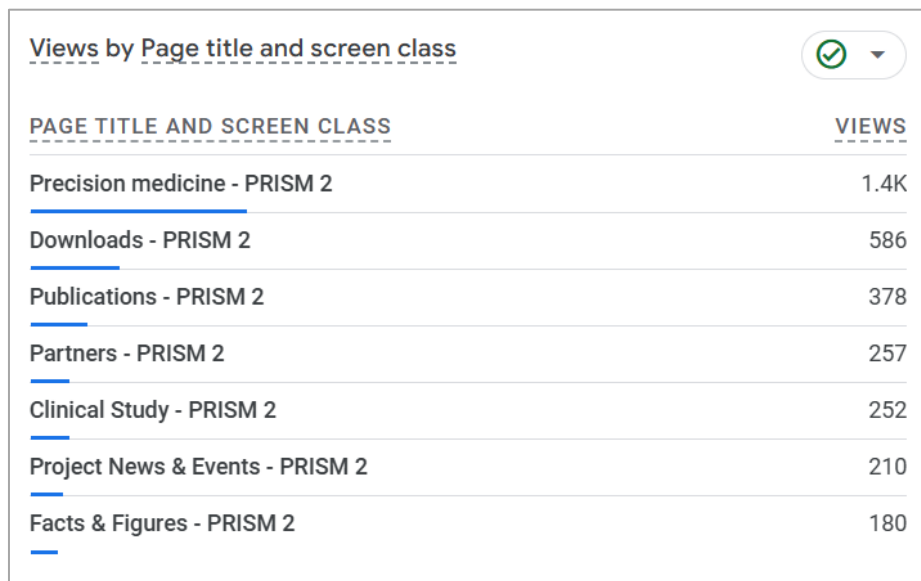 Views by Page title and screen class
PAGE TITLE AND SCREEN CLASS VIEWS
Precision medicine - PRISM 2 1.4K
Downloads - PRISM 2 586
Publications - PRISM 2 378
Partners - PRISM 2 257
Clinical Study - PRISM 2 252
Project News & Events - PRISM 2 210
Facts & Figures - PRISM 2 180